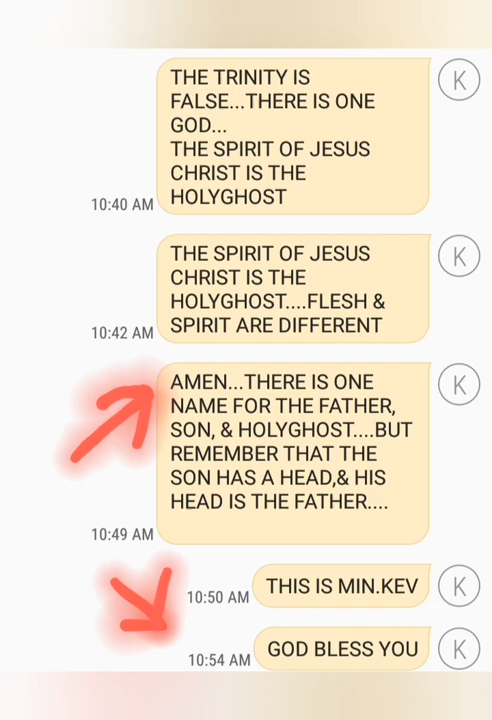 THE TRINITY IS
FALSE...THERE IS ONE
GOD...
THE SPIRIT OF JESUS
CHRIST IS THE
HOLYGHOST
10:40 AM
K
THE SPIRIT OF JESUS
CHRIST IS THE
HOLYGHOST....FLESH &
SPIRIT ARE DIFFERENT
10:42 AM
K
AMEN...THERE IS ONE
NAME FOR THE FATHER,
SON, & HOLYGHOST....BUT
REMEMBER THAT THE
SON HAS A HEAD,& HIS
HEAD IS THE FATHER....
10:49 AM
K
THIS IS MIN.KEV
10:50 AM
K
GOD BLESS YOU
10:54 AM
K